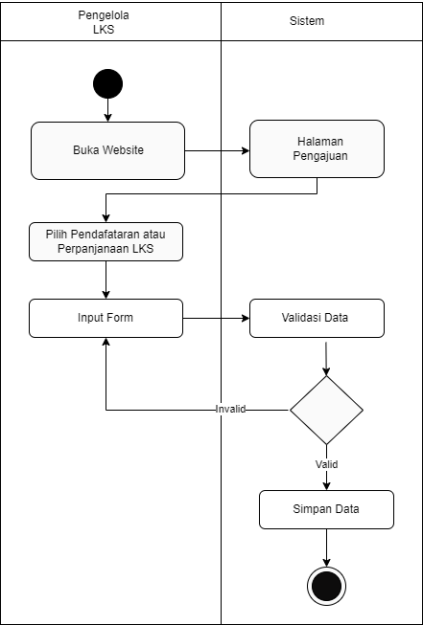 Pengelola
LKS
Sistem
Buka Website
Halaman
Pengajuan
Pilih Pendafataran atau
Perpanjanaan LKS
Input Form
Validasi Data
Invalid
Valid
Simpan Data